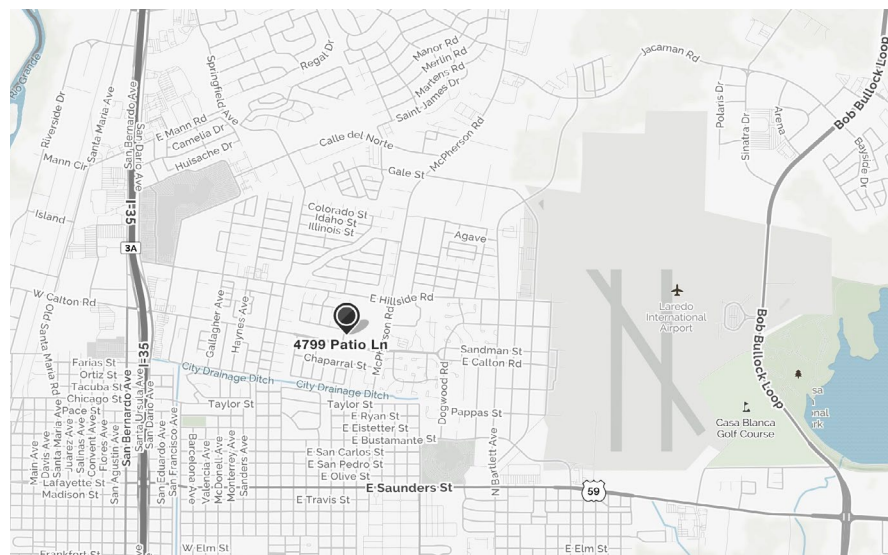 Rio Grande
Riverside Dr
Santa Maria Ave
San Bernardo Ave
San Dario Ave
Springfield Ave
Regal Dr
Manor Rd
Merlin Rd
Martens Rd
Saint James Dr
Jacaman Rd
Polaris Dr
Sinatra Dr
Arena
Bob Bullock Loop
Bayside Dr
E Mann Rd
Camelia Dr
Huisache Dr
Mann Cir
Calle del Norte
Gale St
McPherson Rd
Island
I-35
3A
Colorado St
Idaho St
Illinois St
Agave
W Calton Rd
Old Santa Maria Rd
Gallagher Ave
Haynes Ave
E Hillside Rd
McPherson Rd
4799 Patio Ln
Laredo
International
Airport
Bob Bullock Loop
I-35
Chaparral St
Sandman St
E Calton Rd
Dogwood Rd
City Drainage Ditch
City Drainage Ditch
Farias St
Ortiz St
Tacuba St
Chicago St
Pace St
Lafayette St
Madison St
Main Ave
Davis Ave
Santa Maria Ave
Juarez Ave
Salinas Ave
Convent Ave
Flores Ave
San Agustin Ave
San Bernardo Ave
Santa Ursula Ave
San Dario Ave
San Eduardo Ave
San Francisco Ave
Barcelona Ave
Valencia Ave
McDonell Ave
Monterrey Ave
Sanders Ave
Taylor St
Taylor St
E Ryan St
E Eistetter St
E Bustamante St
E San Carlos St
E San Pedro St
E Olive St
E Saunders St
E Travis St
Pappas St
N Bartlett Ave
59
Casa Blanca
Golf Course
W Elm St
E Elm St
Frankfort St